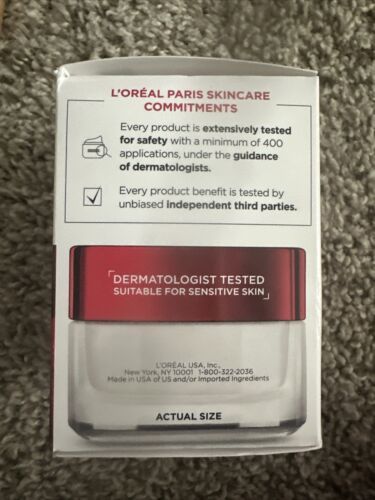 L'ORÉAL PARIS SKINCARE
COMMITMENTS
Every product is extensively tested
for safety with a minimum of 400
applications, under the guidance
of dermatologists.
Every product benefit is tested by
unbiased independent third parties.
DERMATOLOGIST TESTED
SUITABLE FOR SENSITIVE SKIN
L'ORÉAL USA, Inc.,
New York, NY 10001 1-800-322-2036
Made in USA of US and/or Imported Ingredients
ACTUAL SIZE